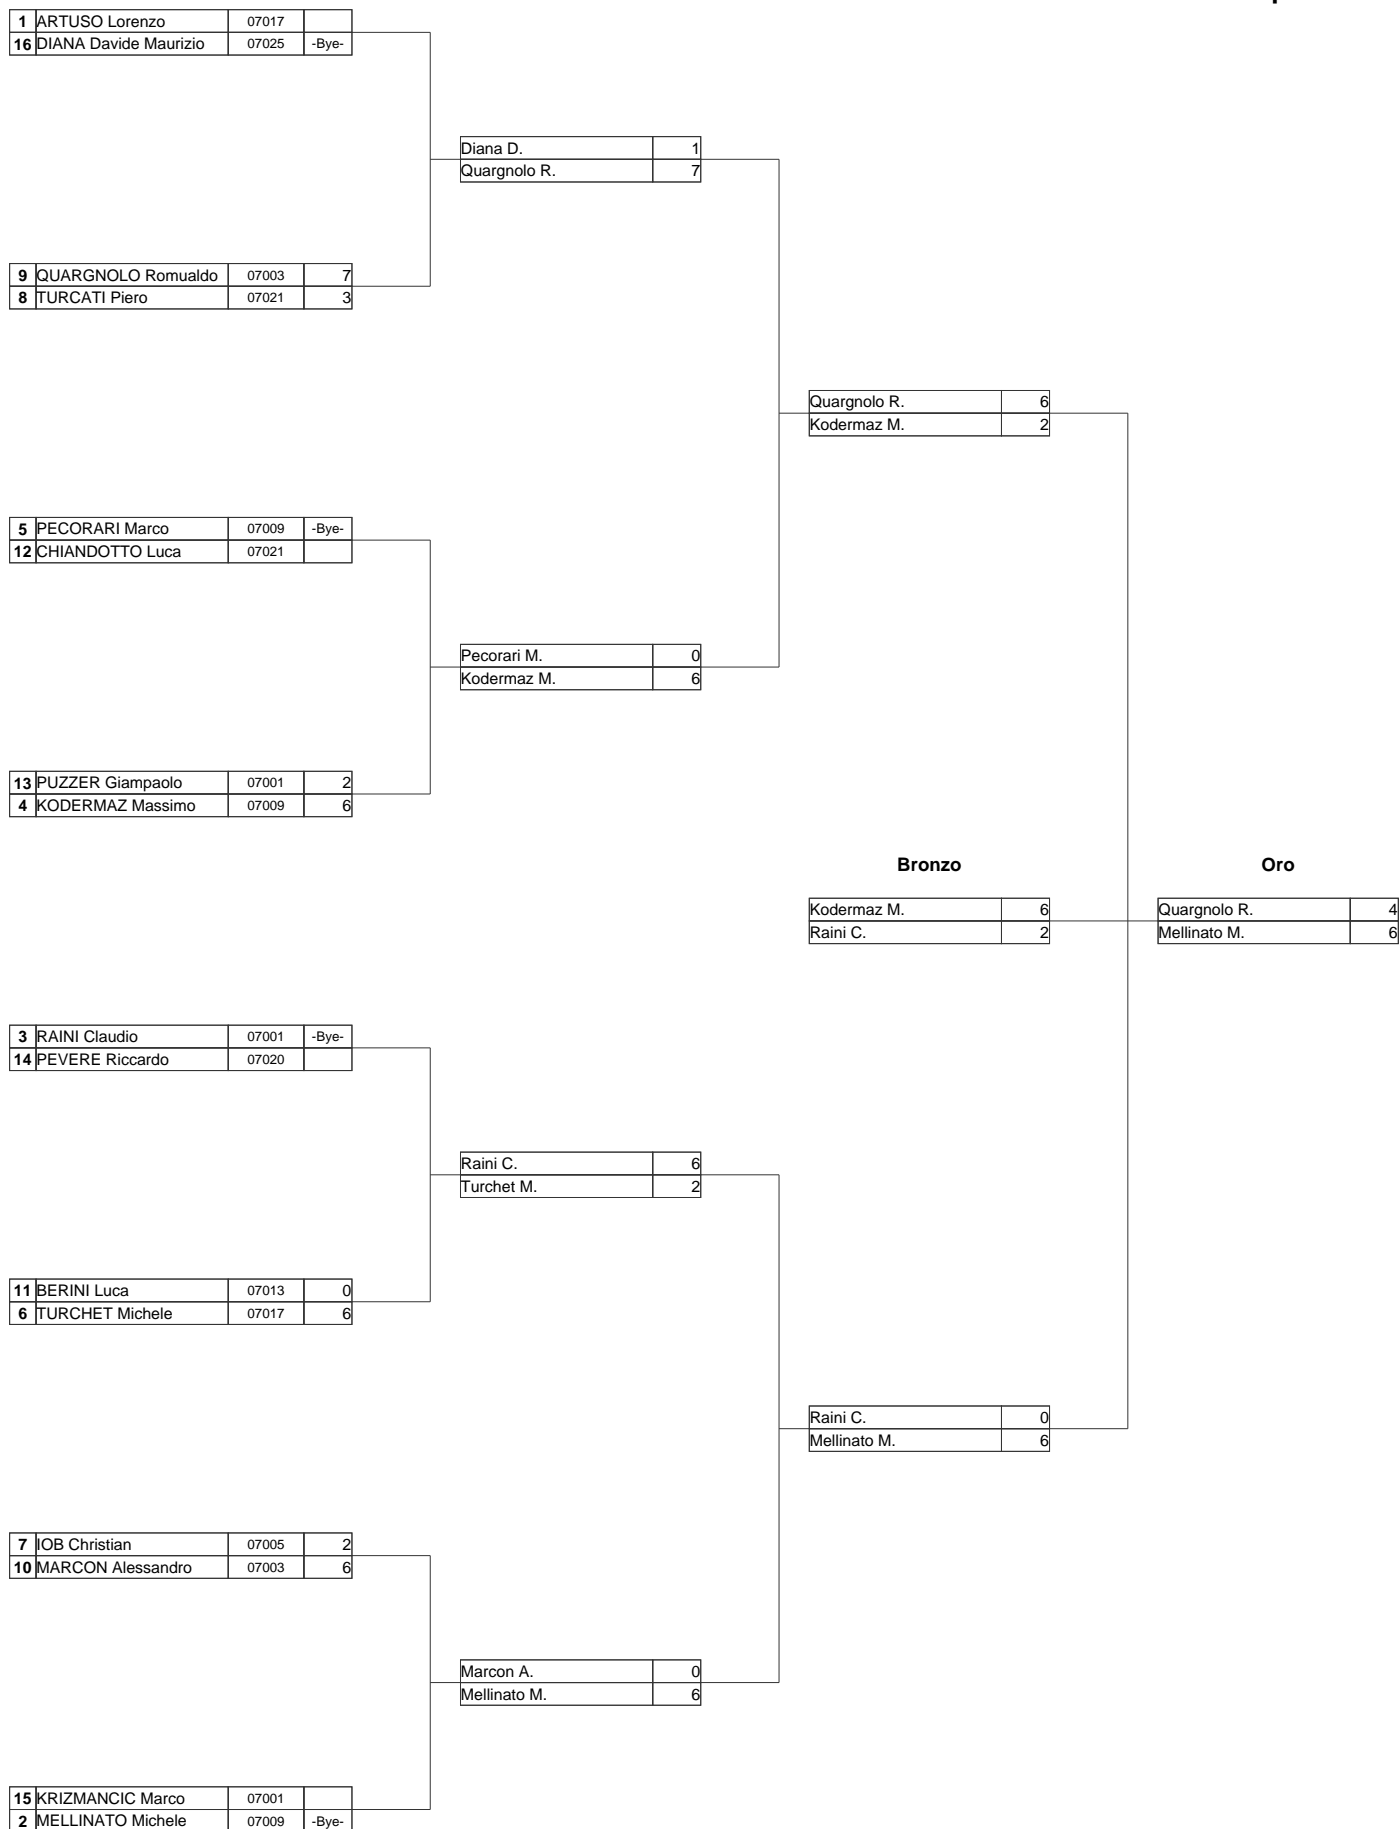 1 ARTUSO Lorenzo 07017
16 DIANA Davide Maurizio 07025 -Bye-
Diana D. 1
Quargnolo R. 7
9 QUARGNOLO Romualdo 07003 7
8 TURCATI Piero 07021 3
Quargnolo R. 6
Kodermaz M. 2
5 PECORARI Marco 07009 -Bye-
12 CHIANDOTTO Luca 07021
Pecorari M. 0
Kodermaz M. 6
13 PUZZER Giampaolo 07001 2
4 KODERMAZ Massimo 07009 6
Bronzo Oro
Kodermaz M. 6 Quargnolo R. 4
Raini C. 2 Mellinato M. 6
3 RAINI Claudio 07001 -Bye-
14 PEVERE Riccardo 07020
Raini C. 6
Turchet M. 2
11 BERINI Luca 07013 0
6 TURCHET Michele 07017 6
Raini C. 0
Mellinato M. 6
7 IOB Christian 07005 2
10 MARCON Alessandro 07003 6
Marcon A. 0
Mellinato M. 6
15 KRIZMANCIC Marco 07001
2 MELLINATO Michele 07009 -Bye-